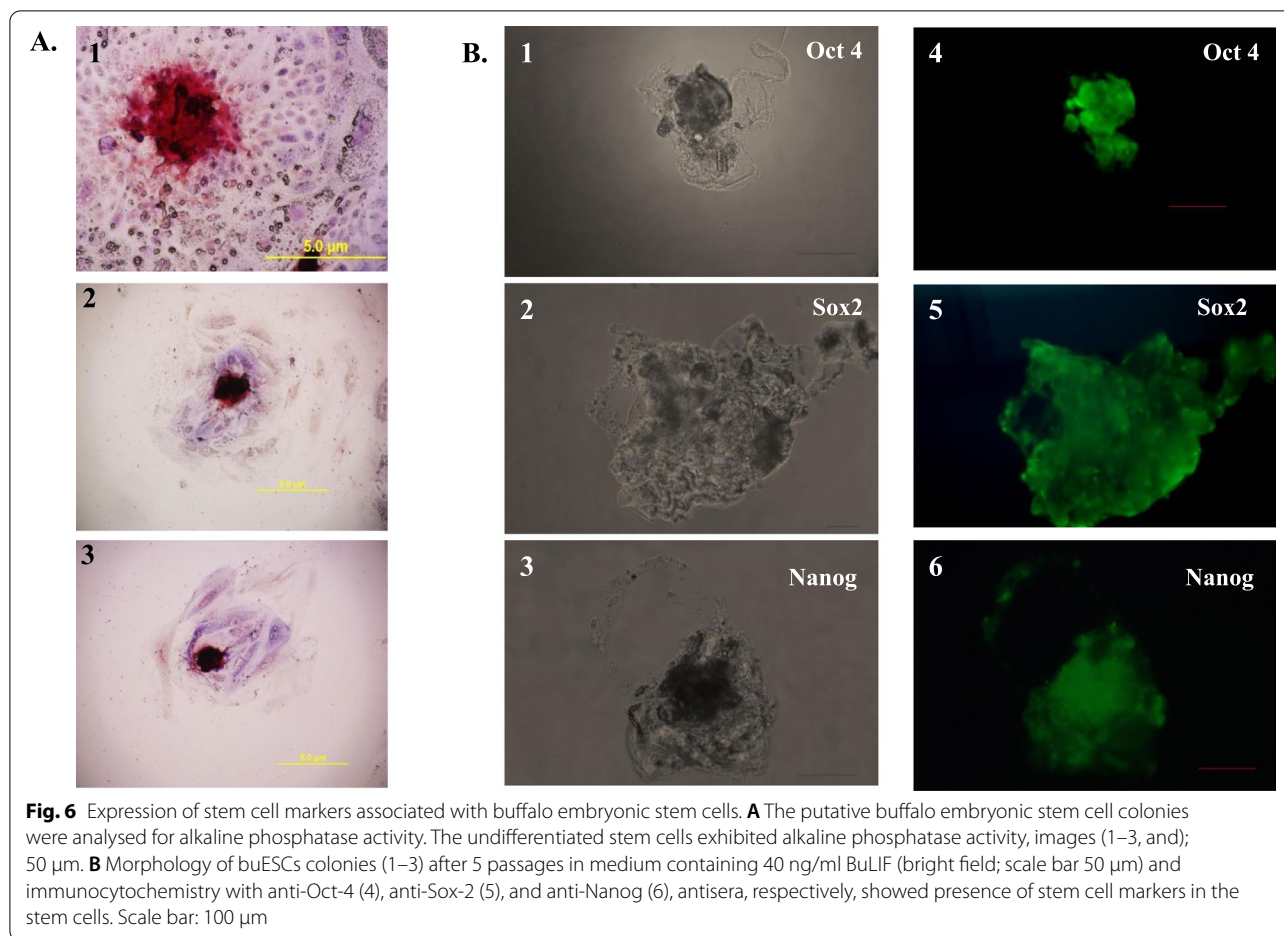 A.
1
5.0 µm
2
5.0 µm
3
5.0 µm
B.
1 Oct 4
4 Oct 4
2 Sox2
5 Sox2
3 Nanog
6 Nanog
Fig. 6 Expression of stem cell markers associated with buffalo embryonic stem cells. A The putative buffalo embryonic stem cell colonies
were analysed for alkaline phosphatase activity. The undifferentiated stem cells exhibited alkaline phosphatase activity, images (1–3, and);
50 µm. B Morphology of buESCs colonies (1–3) after 5 passages in medium containing 40 ng/ml BuLIF (bright field; scale bar 50 µm) and
immunocytochemistry with anti-Oct-4 (4), anti-Sox-2 (5), and anti-Nanog (6), antisera, respectively, showed presence of stem cell markers in the
stem cells. Scale bar: 100 µm